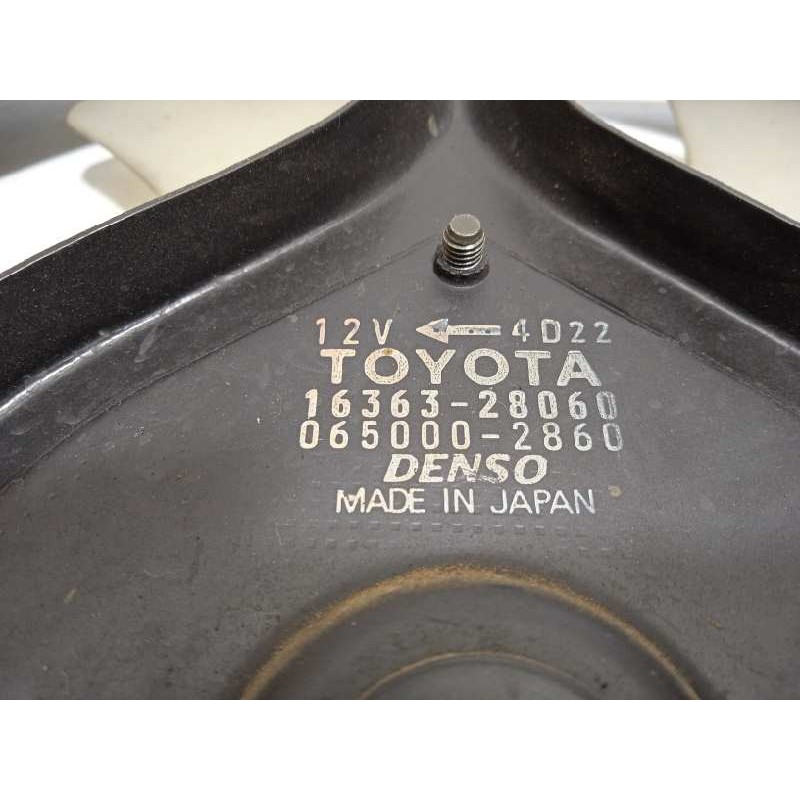 12V ← 4D22
TOYOTA
16363-28060
065000-2860
DENSO
MADE IN JAPAN